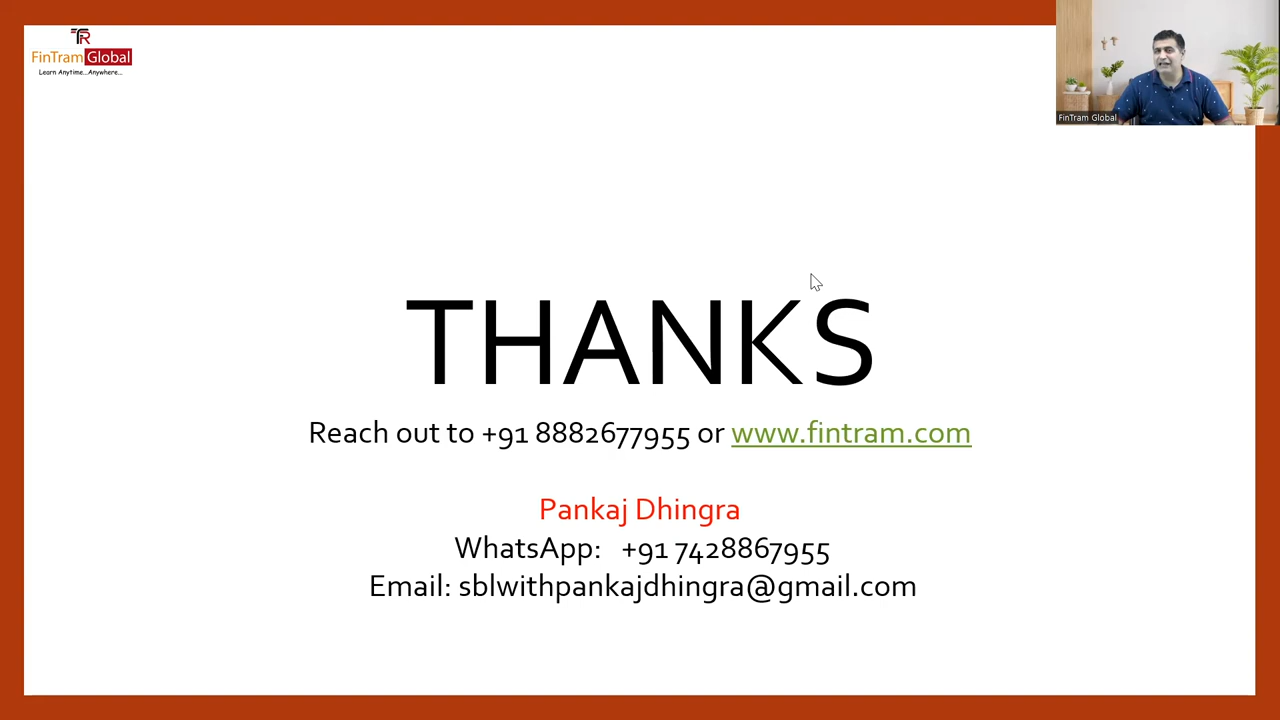 TR
FinTram Global
Learn Anytime...Anywhere...
FinTram Global
THANKS
Reach out to +91 8882677955 or www.fintram.com
Pankaj Dhingra
WhatsApp: +91 7428867955
Email: sblwithpankajdhingra@gmail.com